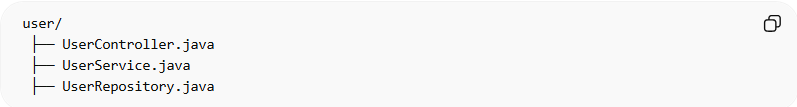 user/
├── UserController.java
├── UserService.java
├── UserRepository.java